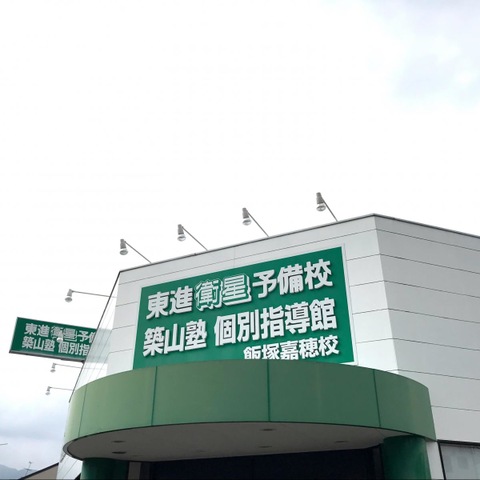 東進衛星予備校
築山塾 個別指導館
飯塚嘉穂校
東進衛星予備
築山塾 個別指